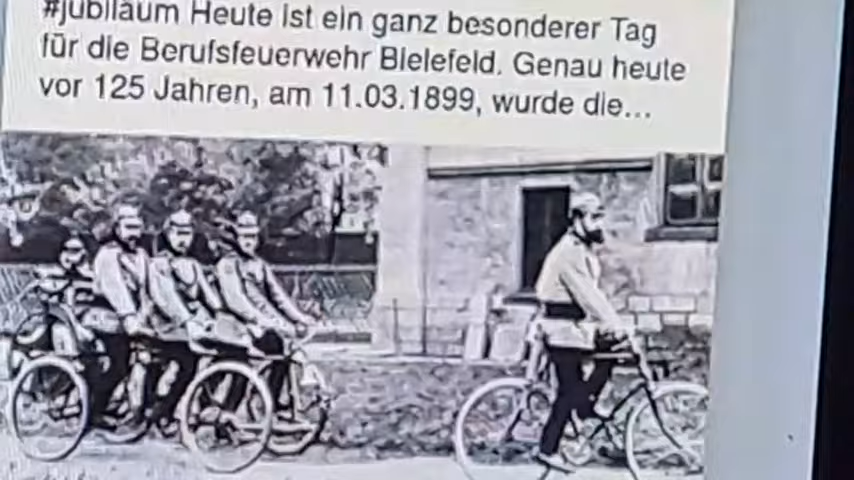 #jubiläum Heute ist ein ganz besonderer Tag
für die Berufsfeuerwehr Bielefeld. Genau heute
vor 125 Jahren, am 11.03.1899, wurde die...